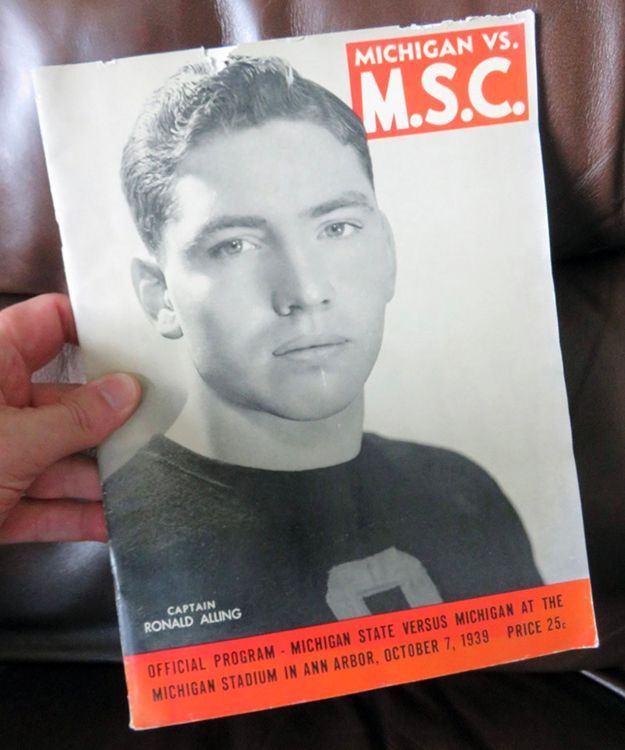 MICHIGAN VS.
M.S.C.
CAPTAIN
RONALD ALLING
OFFICIAL PROGRAM - MICHIGAN STATE VERSUS MICHIGAN AT THE
MICHIGAN STADIUM IN ANN ARBOR, OCTOBER 7, 1939 PRICE 25c